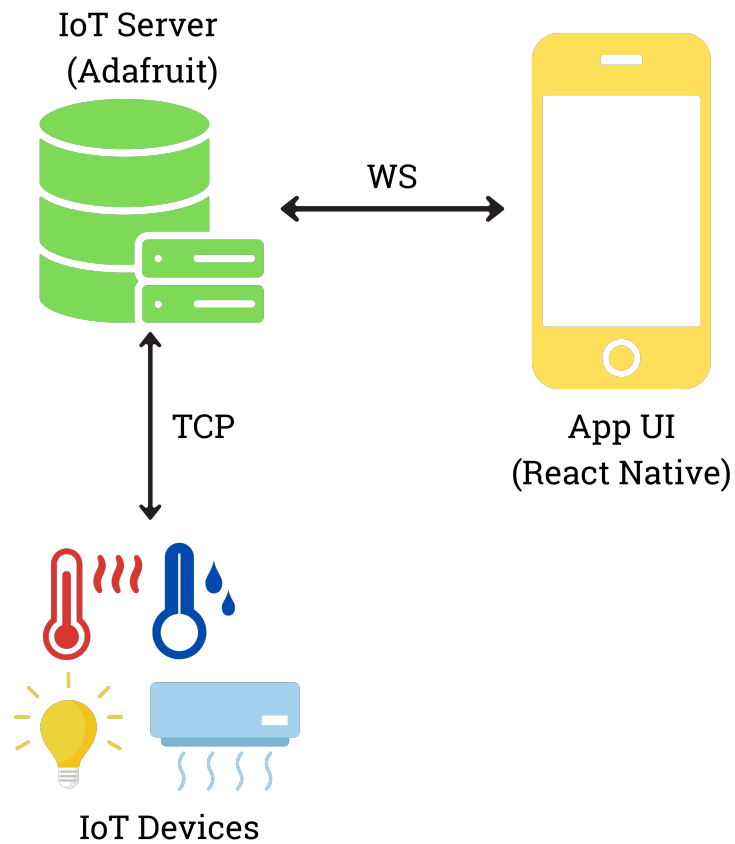 IoT Server
(Adafruit)
WS
TCP
App UI
(React Native)
IoT Devices